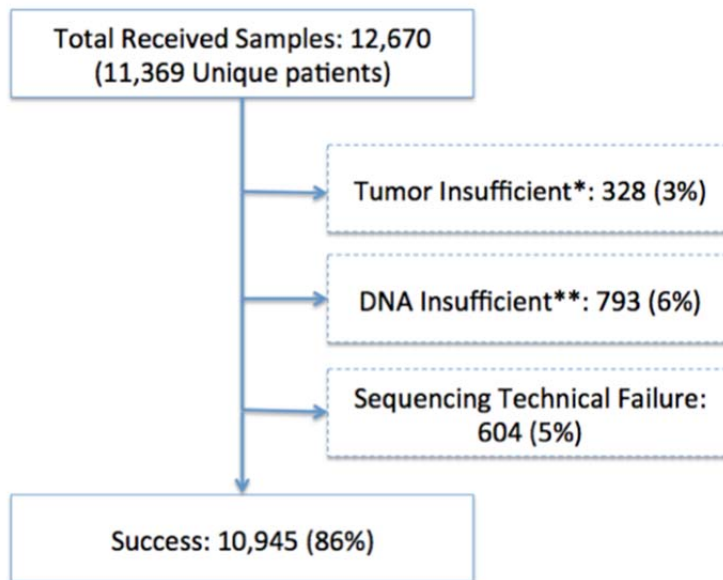 Total Received Samples: 12,670
(11,369 Unique patients)
Tumor Insufficient*: 328 (3%)
DNA Insufficient**: 793 (6%)
Sequencing Technical Failure:
604 (5%)
Success: 10,945 (86%)